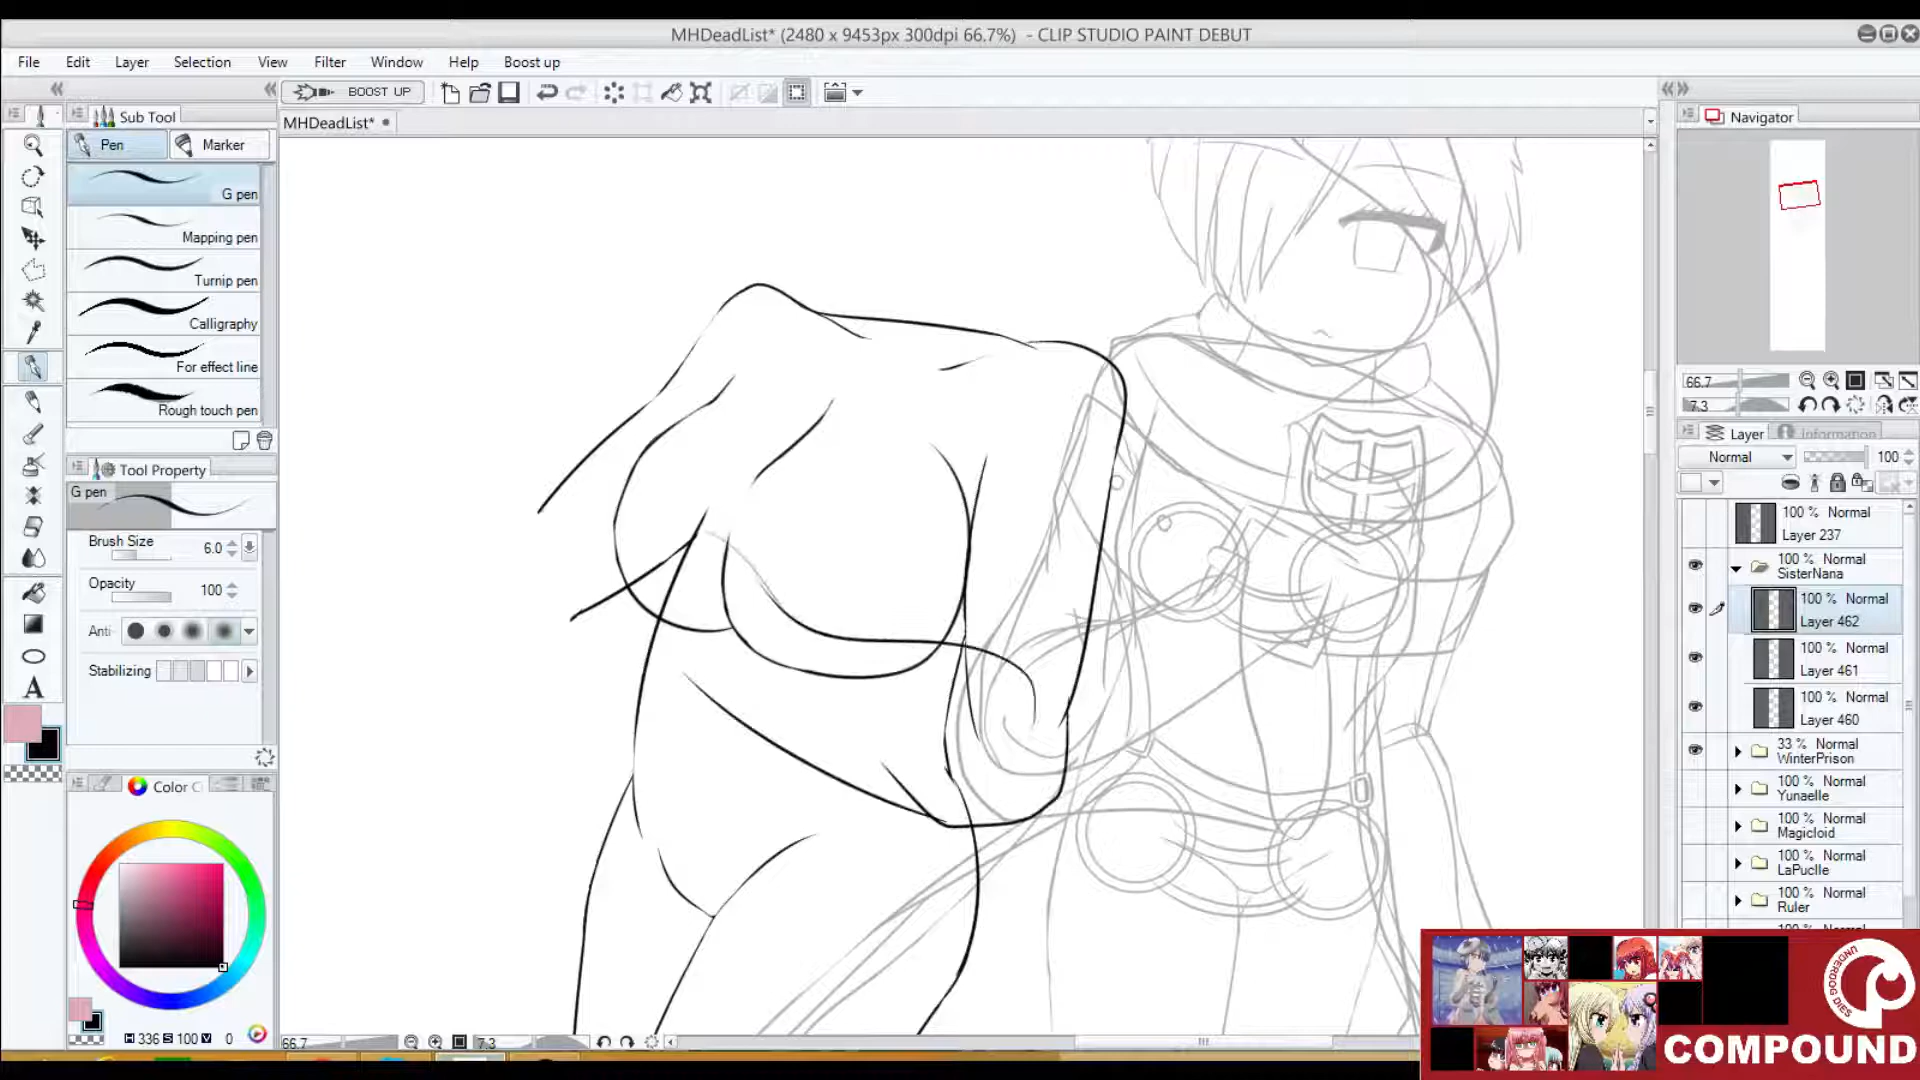 MHDeadList* (2480 x 9453px 300dpi 66.7%) - CLIP STUDIO PAINT DEBUT
File Edit Layer Selection View Filter Window Help Boost up
BOOST UP
Sub Tool
MHDeadList*
Navigator
Pen
Marker
G pen
Mapping pen
Turnip pen
Calligraphy
For effect line
Rough touch pen
66.7
7.3
Layer
Information
Normal
100
Tool Property
G pen
Brush Size 6.0
Opacity 100
Anti-
Stabilizing
A
100 % Normal
Layer 237
100 % Normal
SisterNana
100 % Normal
Layer 462
100 % Normal
Layer 461
100 % Normal
Layer 460
33 % Normal
WinterPrison
100 % Normal
Yunaelle
100 % Normal
Magicloid
100 % Normal
LaPuclle
100 % Normal
Ruler
Color C
H 336 S 100 V 0
66.7
7.3
UNDERDOG DIES
COMPOUND